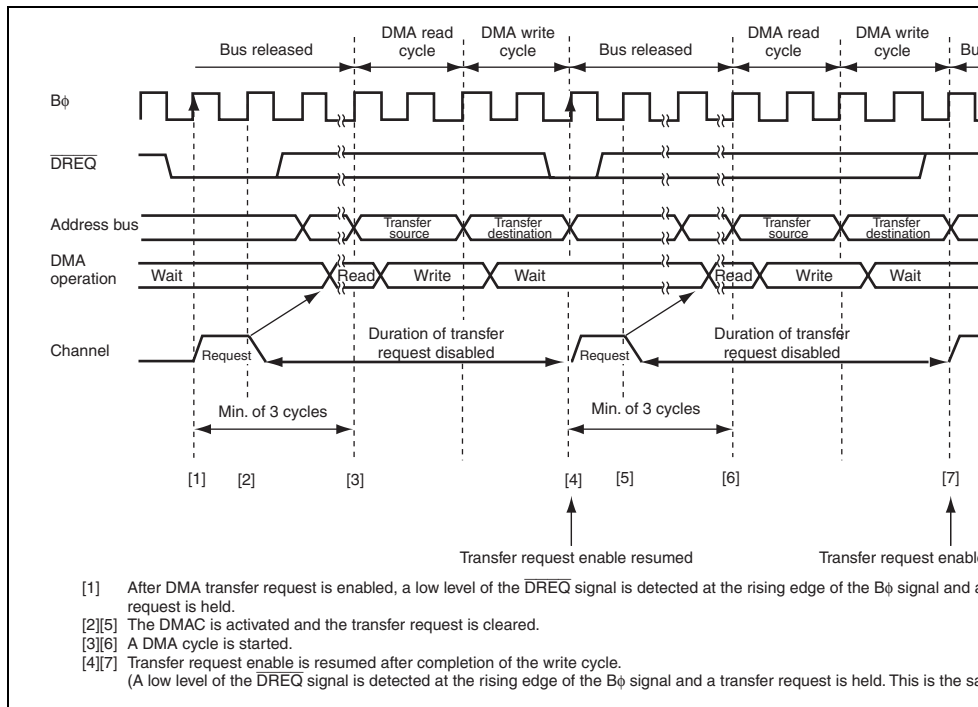 DMA read cycle DMA write cycle DMA read cycle DMA write cycle
Bus released Bus released
Bφ
DREQ
Address bus Transfer source Transfer destination Transfer source Transfer destination
DMA operation Wait Read Write Wait Read Write Wait
Channel Request Duration of transfer request disabled Request Duration of transfer request disabled
Min. of 3 cycles Min. of 3 cycles
[1] [2] [3] [4] [5] [6] [7]
Transfer request enable resumed Transfer request enable
[1] After DMA transfer request is enabled, a low level of the DREQ signal is detected at the rising edge of the Bφ signal and a
request is held.
[2][5] The DMAC is activated and the transfer request is cleared.
[3][6] A DMA cycle is started.
[4][7] Transfer request enable is resumed after completion of the write cycle.
(A low level of the DREQ signal is detected at the rising edge of the Bφ signal and a transfer request is held. This is the